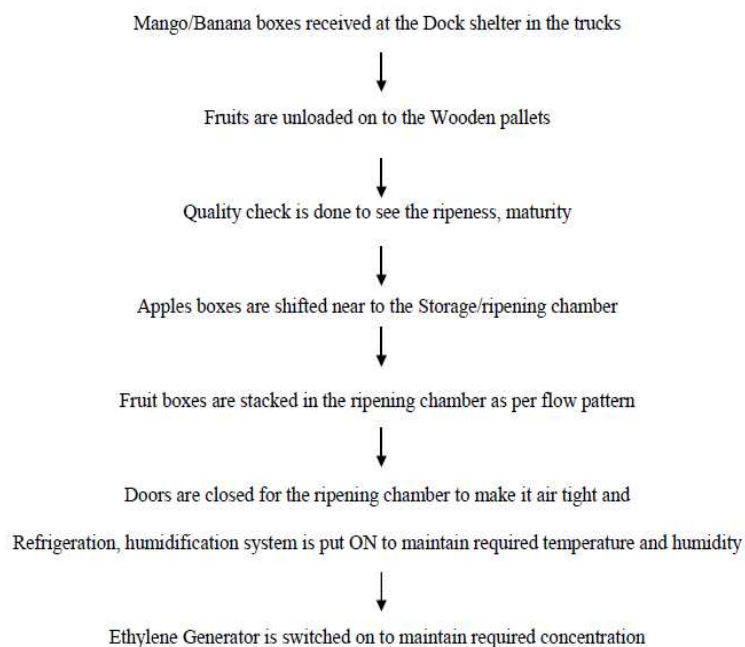 Mango/Banana boxes received at the Dock shelter in the trucks
Fruits are unloaded on to the Wooden pallets
Quality check is done to see the ripeness, maturity
Apples boxes are shifted near to the Storage/ripening chamber
Fruit boxes are stacked in the ripening chamber as per flow pattern
Doors are closed for the ripening chamber to make it air tight and
Refrigeration, humidification system is put ON to maintain required temperature and humidity
Ethylene Generator is switched on to maintain required concentration